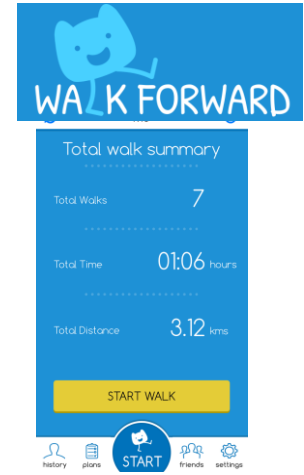 WALK FORWARD
Total walk summary
Total Walks 7
Total Time 01:06 hours
Total Distance 3.12 kms
START WALK
history plans START friends settings